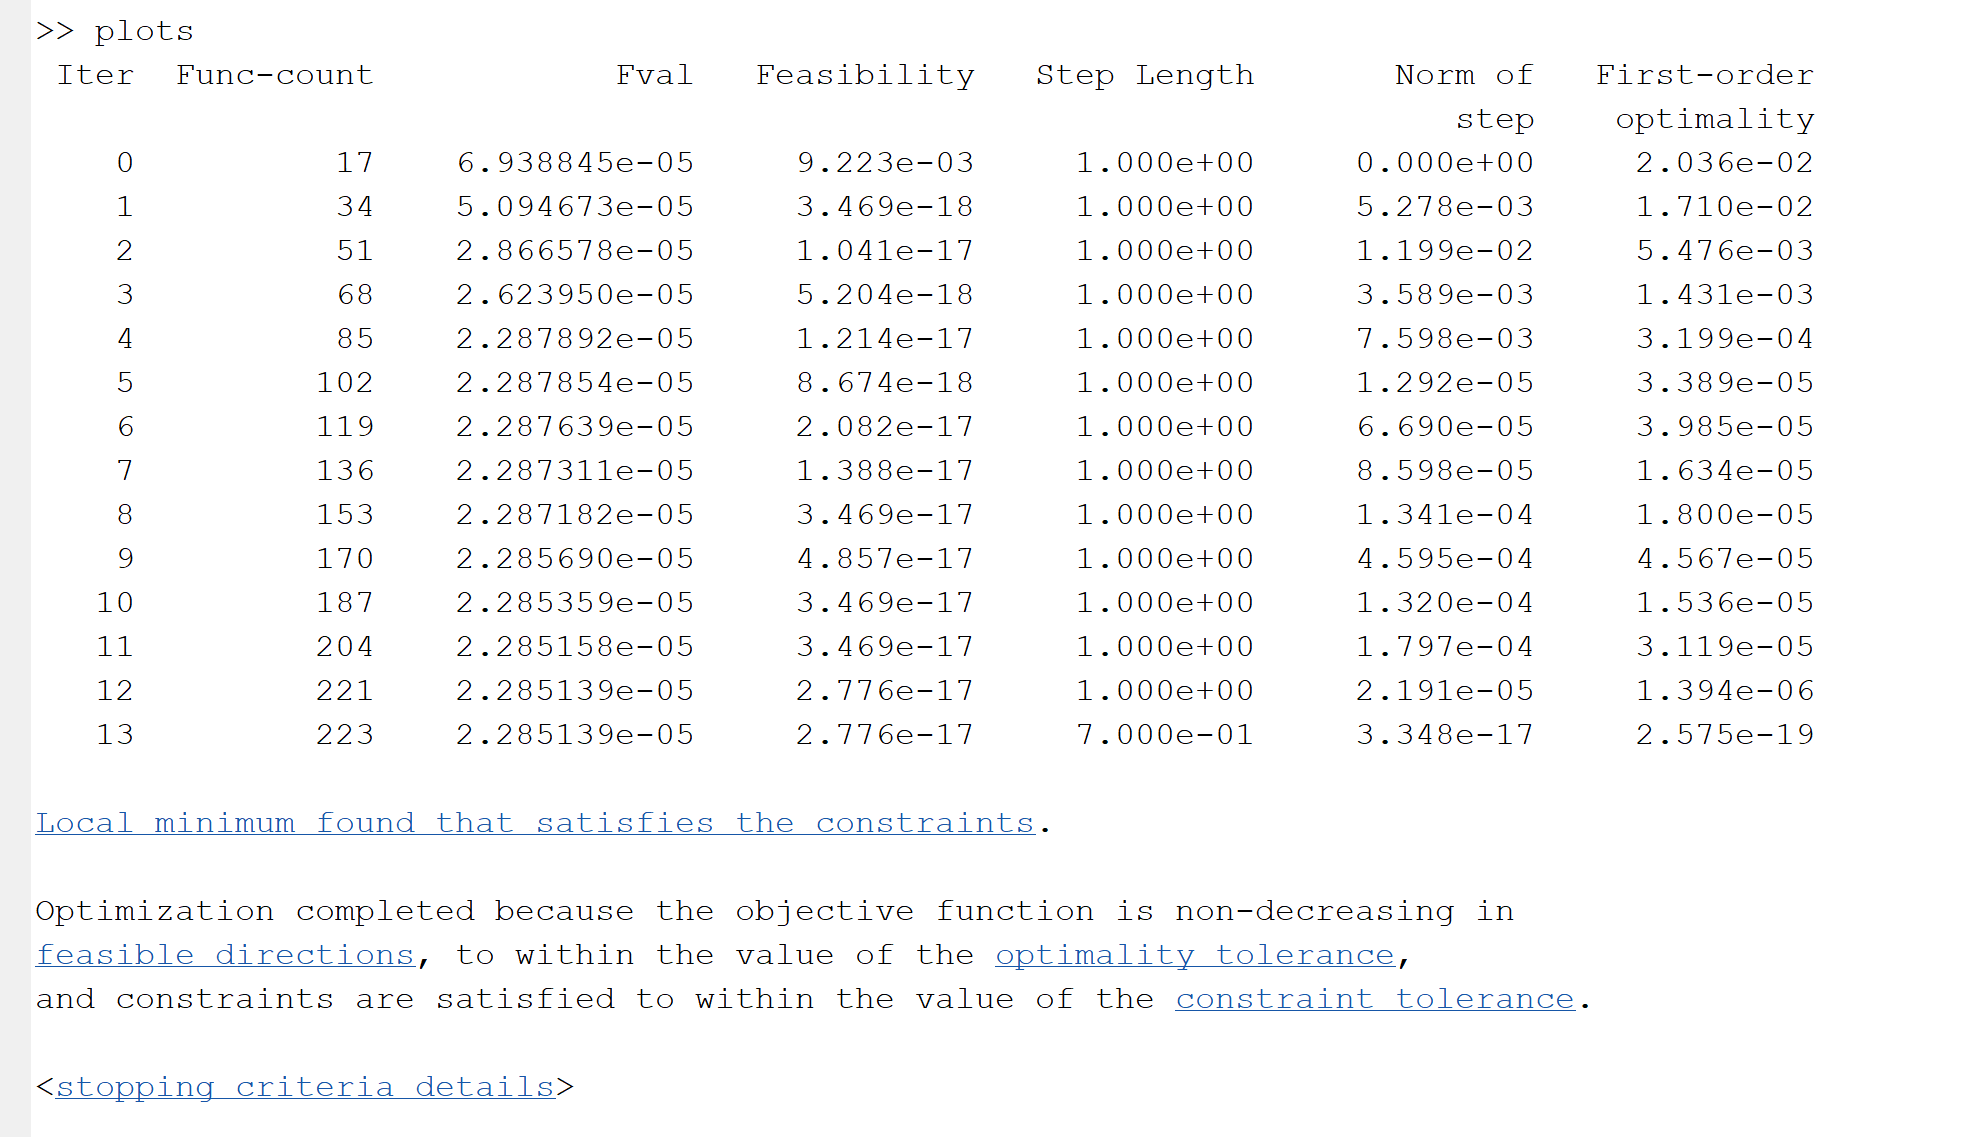 >> plots
Iter Func-count Fval Feasibility Step Length Norm of First-order
step optimality
0 17 6.938845e-05 9.223e-03 1.000e+00 0.000e+00 2.036e-02
1 34 5.094673e-05 3.469e-18 1.000e+00 5.278e-03 1.710e-02
2 51 2.866578e-05 1.041e-17 1.000e+00 1.199e-02 5.476e-03
3 68 2.623950e-05 5.204e-18 1.000e+00 3.589e-03 1.431e-03
4 85 2.287892e-05 1.214e-17 1.000e+00 7.598e-03 3.199e-04
5 102 2.287854e-05 8.674e-18 1.000e+00 1.292e-05 3.389e-05
6 119 2.287639e-05 2.082e-17 1.000e+00 6.690e-05 3.985e-05
7 136 2.287311e-05 1.388e-17 1.000e+00 8.598e-05 1.634e-05
8 153 2.287182e-05 3.469e-17 1.000e+00 1.341e-04 1.800e-05
9 170 2.285690e-05 4.857e-17 1.000e+00 4.595e-04 4.567e-05
10 187 2.285359e-05 3.469e-17 1.000e+00 1.320e-04 1.536e-05
11 204 2.285158e-05 3.469e-17 1.000e+00 1.797e-04 3.119e-05
12 221 2.285139e-05 2.776e-17 1.000e+00 2.191e-05 1.394e-06
13 223 2.285139e-05 2.776e-17 7.000e-01 3.348e-17 2.575e-19
Local minimum found that satisfies the constraints.
Optimization completed because the objective function is non-decreasing in
feasible directions, to within the value of the optimality tolerance,
and constraints are satisfied to within the value of the constraint tolerance.
<stopping criteria details>